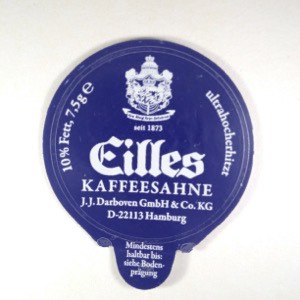 seit 1873
10% Fett, 7,5g e
ultrahocherhitzt
Eilles
KAFFEESAHNE
J. J. Darboven GmbH & Co. KG
D-22113 Hamburg
Mindestens
haltbar bis:
siehe Boden-
prägung